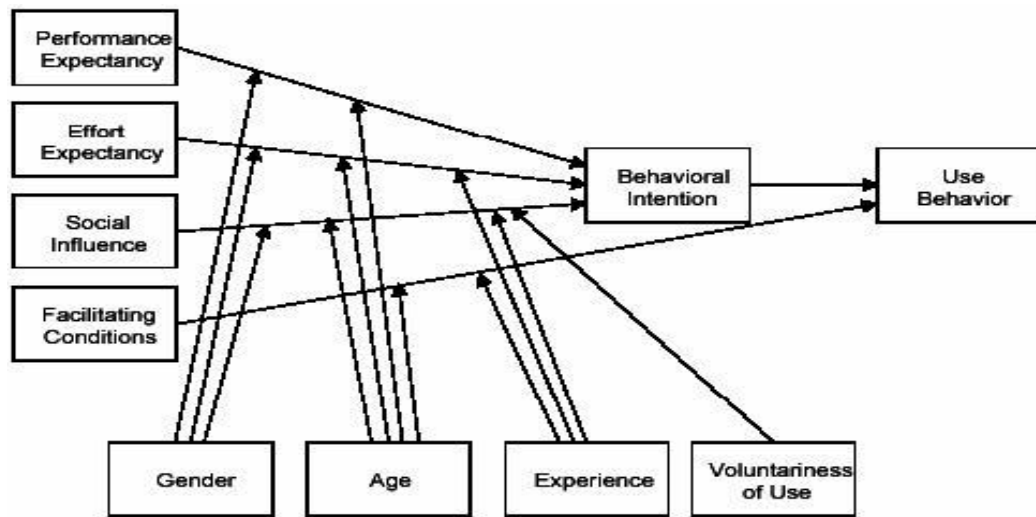 Performance
Expectancy
Effort
Expectancy
Social
Influence
Facilitating
Conditions
Behavioral
Intention
Use
Behavior
Gender
Age
Experience
Voluntariness
of Use